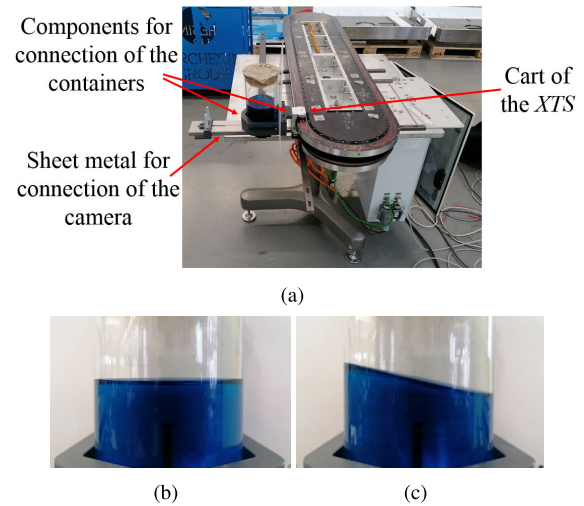 Components for
connection of the
containers
Cart of
the XTS
Sheet metal for
connection of the
camera
(a)
(b)
(c)